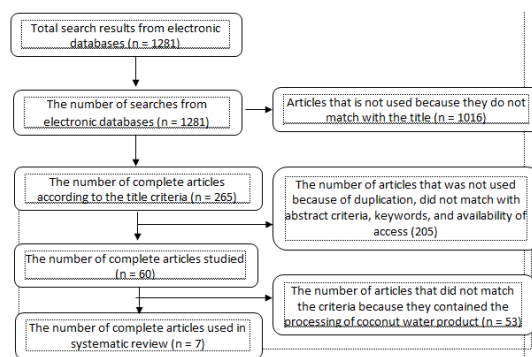 Total search results from electronic
databases (n = 1281)
The number of searches from
electronic databases (n = 1281)
Articles that is not used because they do not
match with the title (n = 1016)
The number of complete articles
according to the title criteria (n = 265)
The number of articles that was not used
because of duplication, did not match with
abstract criteria, keywords, and availability of
access (205)
The number of complete articles studied
(n = 60)
The number of articles that did not match
the criteria because they contained the
processing of coconut water product (n = 53)
The number of complete articles used in
systematic review (n = 7)